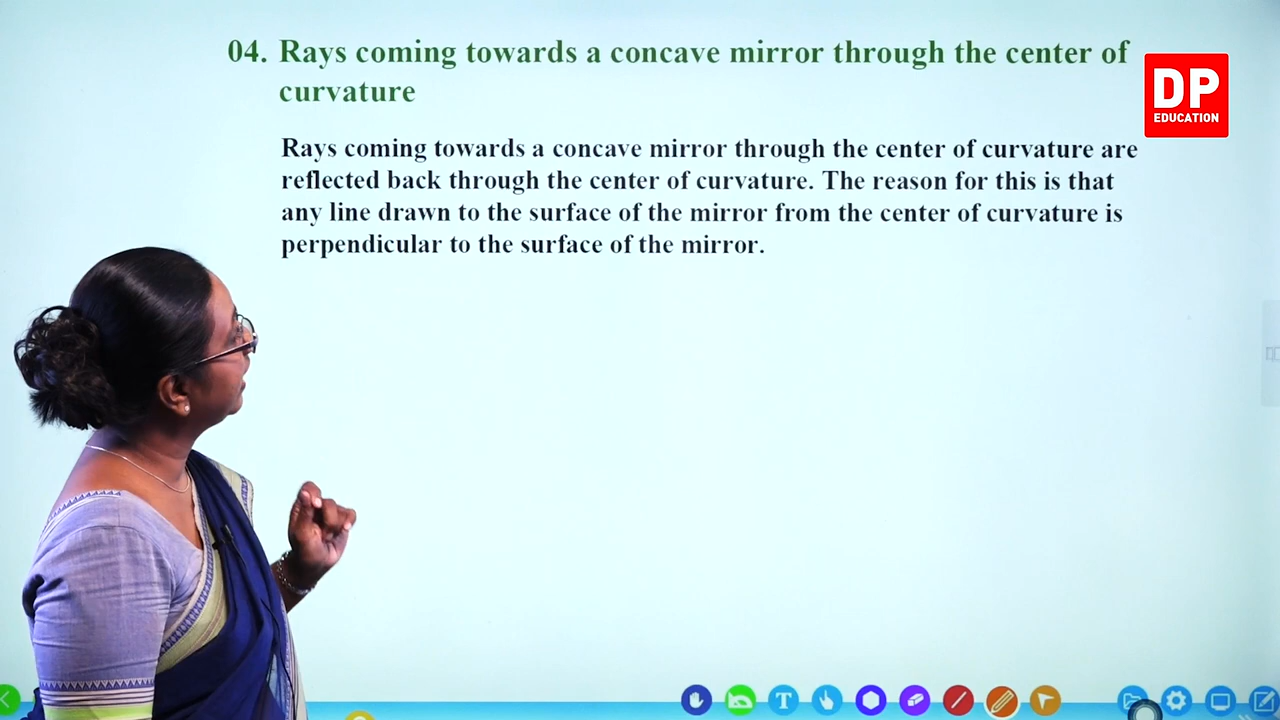 04. Rays coming towards a concave mirror through the center of
curvature
DP
EDUCATION
Rays coming towards a concave mirror through the center of curvature are
reflected back through the center of curvature. The reason for this is that
any line drawn to the surface of the mirror from the center of curvature is
perpendicular to the surface of the mirror.
T